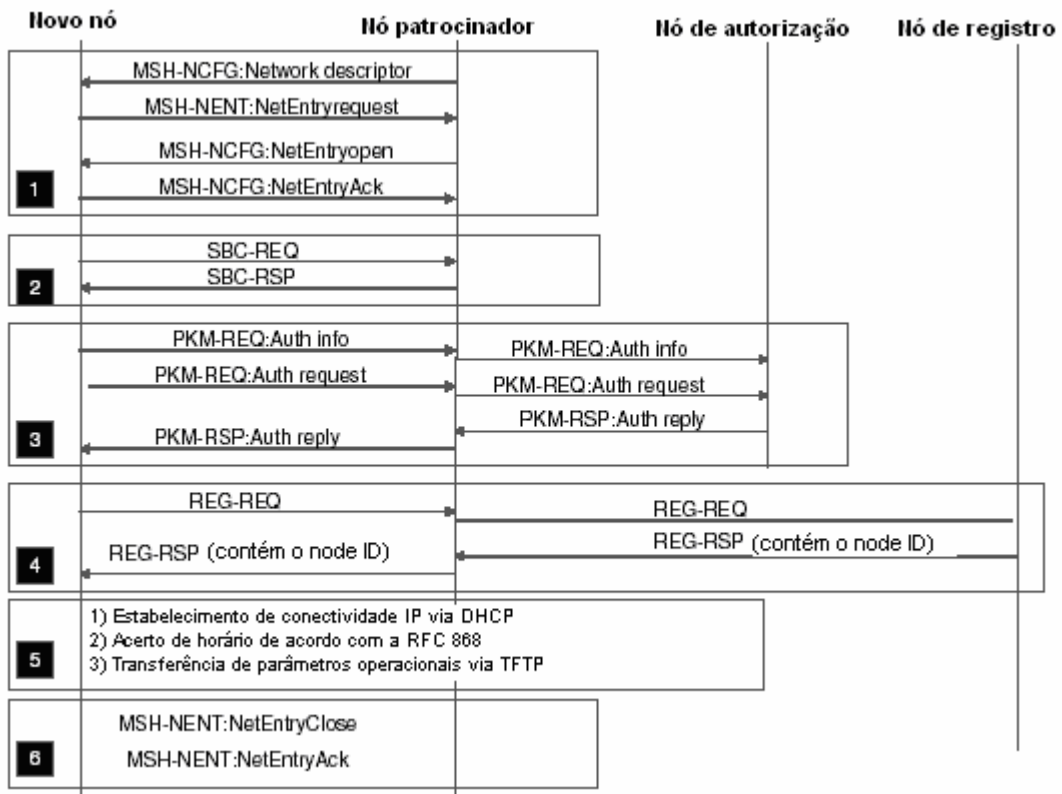 Novo nó
Nó patrocinador
Nó de autorização
Nó de registro
MSH-NCFG:Network descriptor
MSH-NENT:NetEntryrequest
MSH-NCFG:NetEntryopen
MSH-NCFG:NetEntryAck
1
SBC-REQ
SBC-RSP
2
PKM-REQ:Auth info
PKM-REQ:Auth info
PKM-REQ:Auth request
PKM-REQ:Auth request
PKM-RSP:Auth reply
PKM-RSP:Auth reply
3
REG-REQ
REG-REQ
REG-RSP (contém o node ID)
REG-RSP (contém o node ID)
4
1) Estabelecimento de conectividade IP via DHCP
2) Acerto de horário de acordo com a RFC 868
3) Transferência de parâmetros operacionais via TFTP
5
MSH-NENT:NetEntryClose
MSH-NENT:NetEntryAck
6